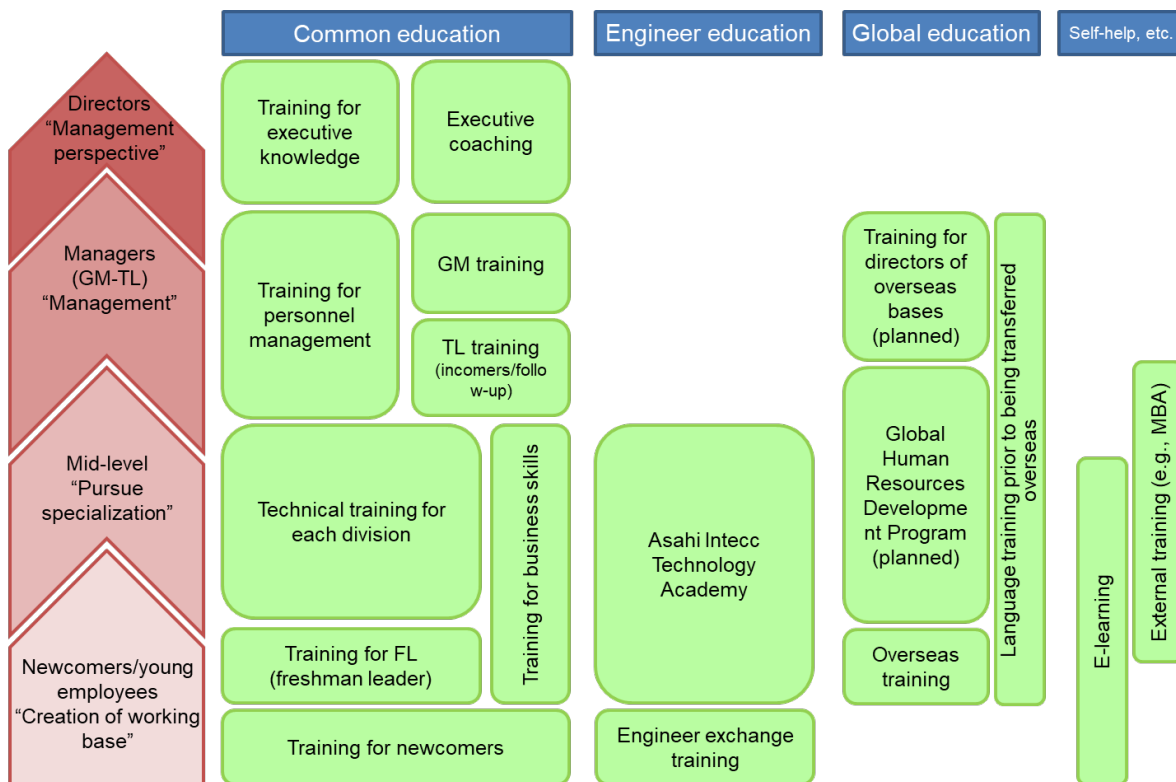 Common education
Engineer education
Global education
Self-help, etc.
Directors
“Management
perspective”
Training for
executive
knowledge
Executive
coaching
Managers
(GM-TL)
“Management”
Training for
personnel
management
GM training
TL training
(incomers/follo
w-up)
Training for
directors of
overseas
bases
(planned)
Language training prior to being transferred
overseas
Mid-level
“Pursue
specialization”
Technical training for
each division
Training for business skills
Asahi Intecc
Technology
Academy
Global
Human
Resources
Developme
nt Program
(planned)
E-learning
External training (e.g., MBA)
Newcomers/young
employees
“Creation of working
base”
Training for FL
(freshman leader)
Overseas
training
Training for newcomers
Engineer exchange
training